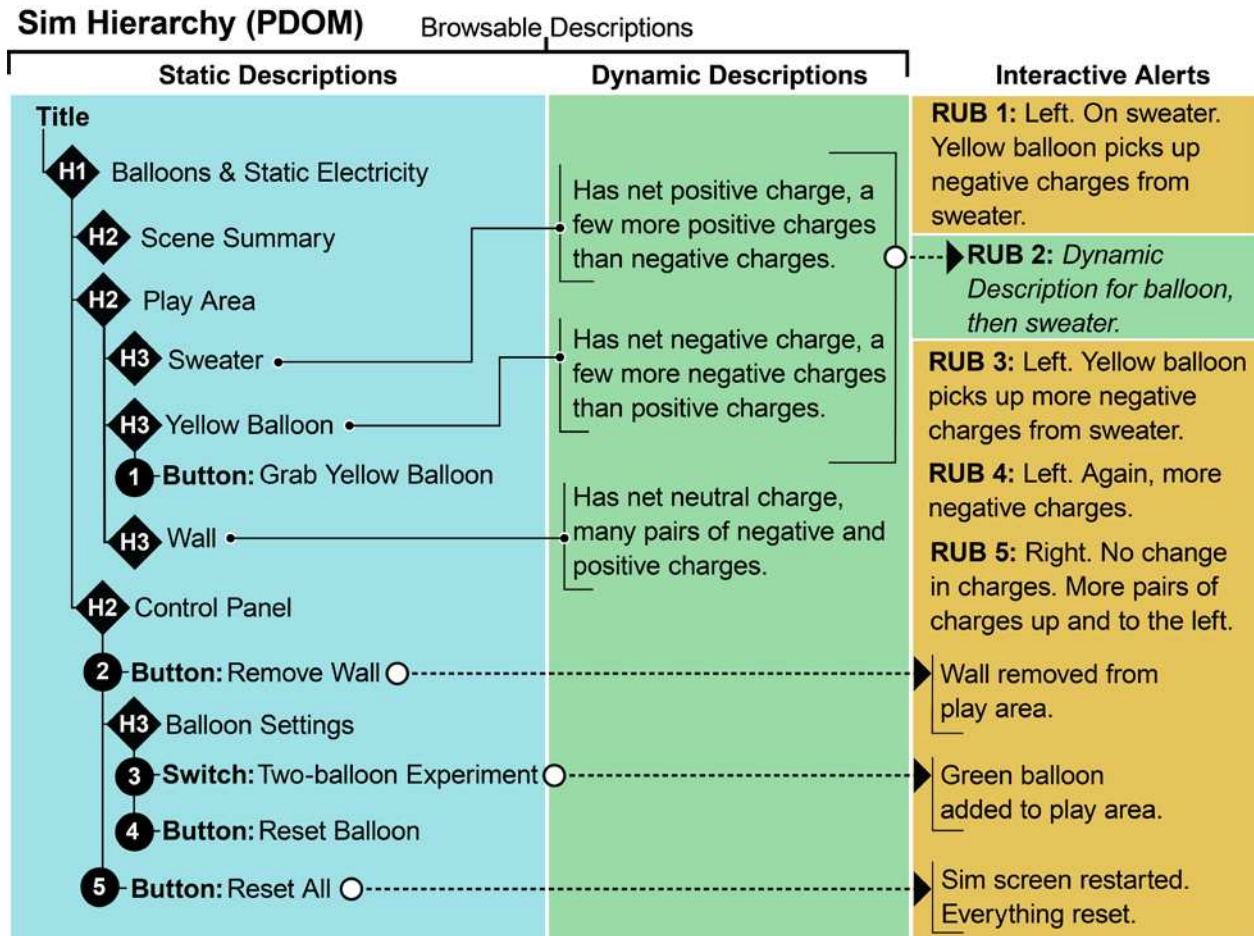 Sim Hierarchy (PDOM)
Browsable Descriptions
Static Descriptions
Dynamic Descriptions
Interactive Alerts
Title
H1 Balloons & Static Electricity
H2 Scene Summary
H2 Play Area
H3 Sweater
H3 Yellow Balloon
1 Button: Grab Yellow Balloon
H3 Wall
H2 Control Panel
2 Button: Remove Wall
H3 Balloon Settings
3 Switch: Two-balloon Experiment
4 Button: Reset Balloon
5 Button: Reset All
Has net positive charge, a
few more positive charges
than negative charges.
Has net negative charge, a
few more negative charges
than positive charges.
Has net neutral charge,
many pairs of negative and
positive charges.
RUB 1: Left. On sweater.
Yellow balloon picks up
negative charges from
sweater.
RUB 2: Dynamic
Description for balloon,
then sweater.
RUB 3: Left. Yellow balloon
picks up more negative
charges from sweater.
RUB 4: Left. Again, more
negative charges.
RUB 5: Right. No change
in charges. More pairs of
charges up and to the left.
Wall removed from
play area.
Green balloon
added to play area.
Sim screen restarted.
Everything reset.